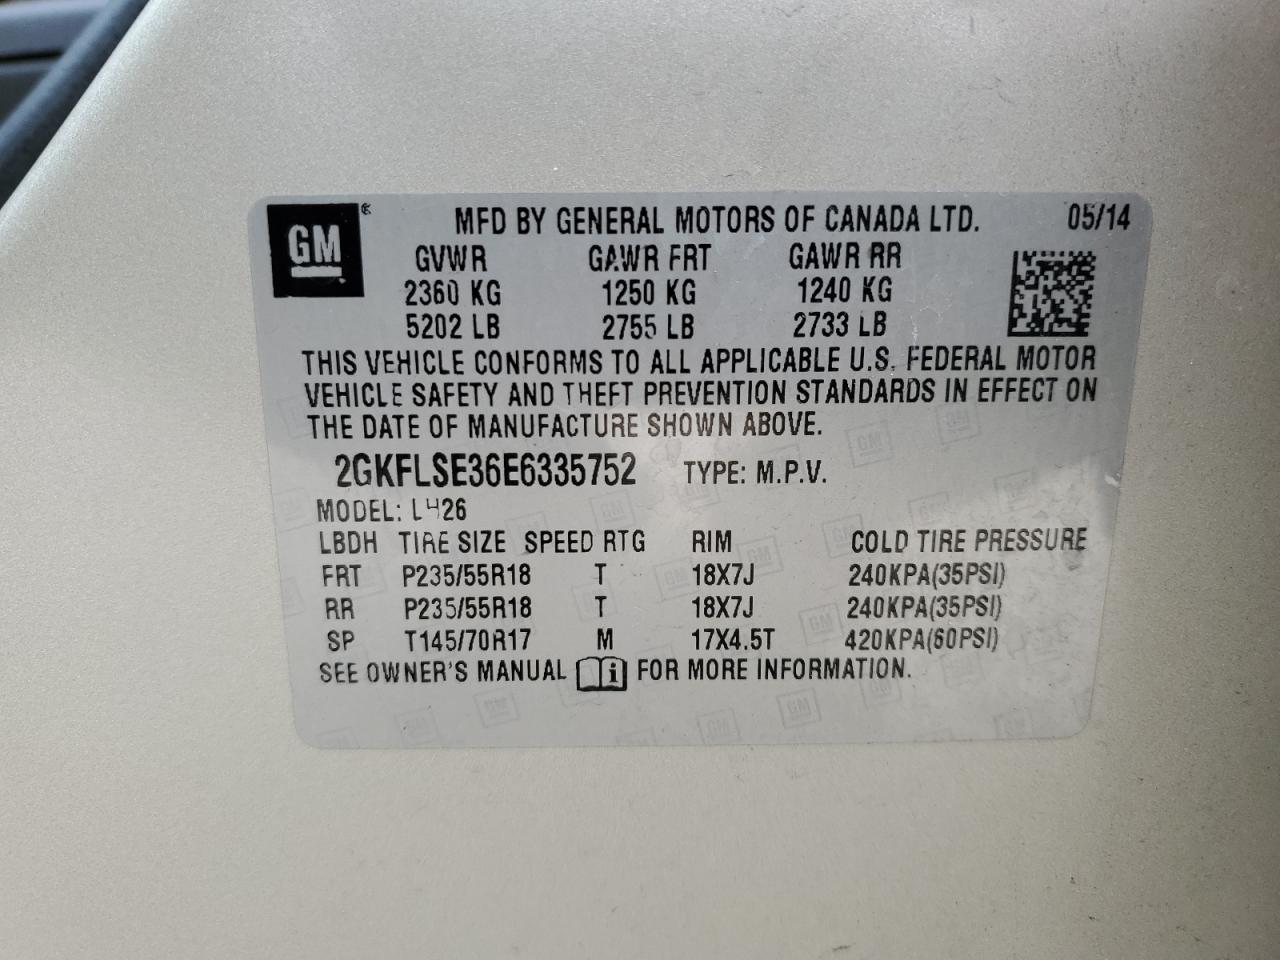 GM ® MFD BY GENERAL MOTORS OF CANADA LTD. 05/14
GVWR GAWR FRT GAWR RR
2360 KG 1250 KG 1240 KG
5202 LB 2755 LB 2733 LB
THIS VEHICLE CONFORMS TO ALL APPLICABLE U.S. FEDERAL MOTOR
VEHICLE SAFETY AND THEFT PREVENTION STANDARDS IN EFFECT ON
THE DATE OF MANUFACTURE SHOWN ABOVE.
2GKFLSE36E6335752 TYPE: M.P.V.
MODEL: LH26
LBDH TIRE SIZE SPEED RTG RIM COLD TIRE PRESSURE
FRT P235/55R18 T 18X7J 240KPA(35PSI)
RR P235/55R18 T 18X7J 240KPA(35PSI)
SP T145/70R17 M 17X4.5T 420KPA(60PSI)
SEE OWNER'S MANUAL i FOR MORE INFORMATION.